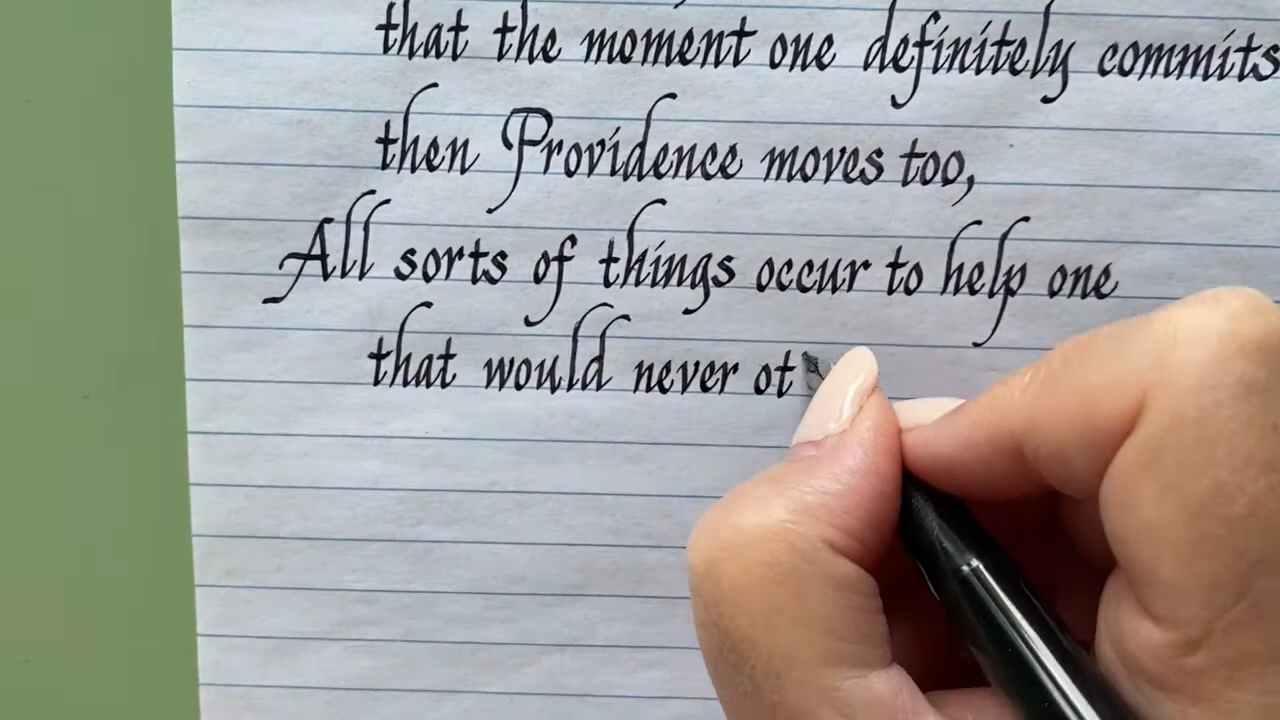 that the moment one definitely commits
then Providence moves too,
All sorts of things occur to help one
that would never ot